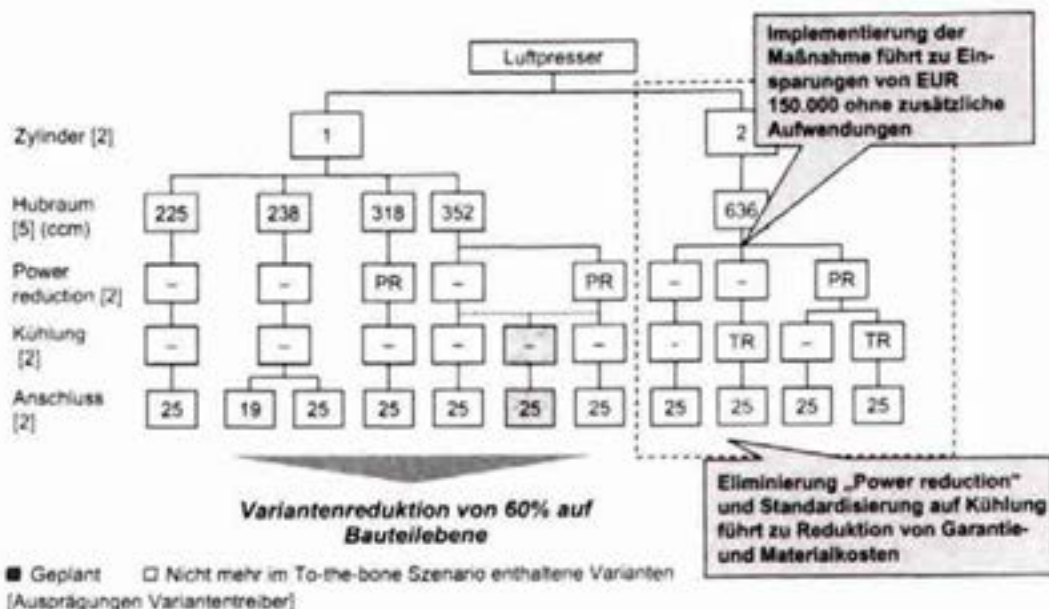 Luftpresser
Implementierung der
Maßnahme führt zu Ein-
sparungen von EUR
150.000 ohne zusätzliche
Aufwendungen
Zylinder [2]
1
2
Hubraum
[5] (ccm)
225
238
318
352
636
Power
reduction [2]
–
–
PR
–
PR
–
–
PR
Kühlung
[2]
–
–
–
–
–
–
-
TR
–
TR
Anschluss
[2]
25
19
25
25
25
25
25
25
25
25
25
Variantenreduktion von 60% auf
Bauteilebene
Eliminierung „Power reduction“
und Standardisierung auf Kühlung
führt zu Reduktion von Garantie-
und Materialkosten
Geplant
Nicht mehr im To-the-bone Szenario enthaltene Varianten
[Ausprägungen Variantentreiber]